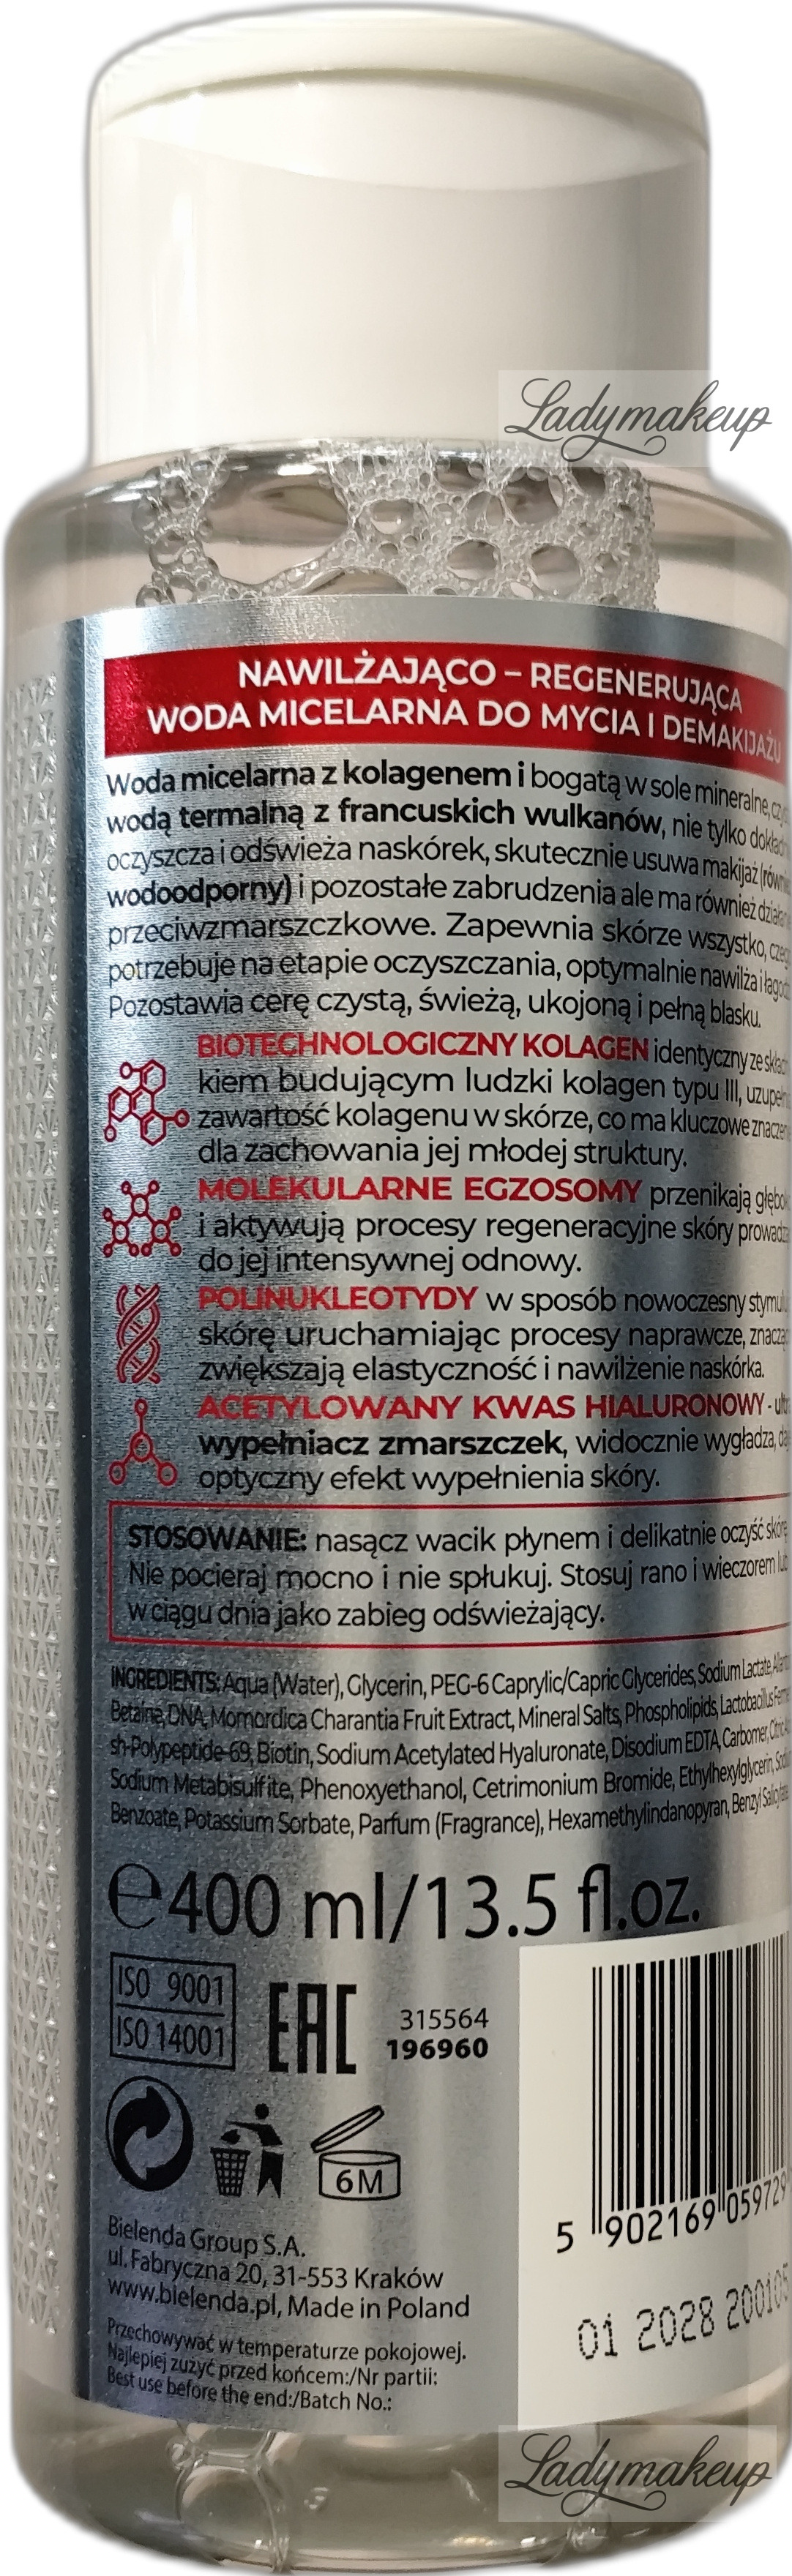 Ladymakeup
NAWILŻAJĄCO – REGENERUJĄCA
WODA MICELARNA DO MYCIA I DEMAKIJAŻU
Woda micelarna z kolagenem i bogatą w sole mineralne,
wodą termalną z francuskich wulkanów, nie tylko
oczyszcza i odświeża naskórek, skutecznie usuwa makijaż
wodoodporny) i pozostałe zabrudzenia ale ma również
przeciwzmarszczkowe. Zapewnia skórze wszystko,
potrzebuje na etapie oczyszczania, optymalnie nawilża i
Pozostawia cerę czystą, świeżą, ukojoną i pełną blasku.
BIOTECHNOLOGICZNY KOLAGEN identyczny ze
kiem budującym ludzki kolagen typu III,
zawartość kolagenu w skórze, co ma kluczowe
dla zachowania jej młodej struktury.
MOLEKULARNE EGZOSOMY przenikają
i aktywują procesy regeneracyjne skóry
do jej intensywnej odnowy.
POLINUKLEOTYDY w sposób nowoczesny
skórę uruchamiając procesy naprawcze,
zwiększają elastyczność i nawilżenie naskórka.
ACETYLOWANY KWAS HIALURONOWY -
wypełniacz zmarszczek, widocznie wygładza,
optyczny efekt wypełnienia skóry.
STOSOWANIE: nasącz wacik płynem i delikatnie oczyść skórę
Nie pocieraj mocno i nie spłukuj. Stosuj rano i wieczorem lub
w ciągu dnia jako zabieg odświeżający.
INGREDIENTS: Aqua (Water), Glycerin, PEG-6 Caprylic/Capric Glycerides, Sodium Lactate,
Betaine, DNA, Momordica Charantia Fruit Extract, Mineral Salts, Phospholipids, Lactobacillus
sh-Polypeptide-69, Biotin, Sodium Acetylated Hyaluronate, Disodium EDTA, Carbomer,
Sodium Metabisulfite, Phenoxyethanol, Cetrimonium Bromide, Ethylhexylglycerin,
Benzoate, Potassium Sorbate, Parfum (Fragrance), Hexamethylindanopyran, Benzyl
℮400 ml/13.5 fl.oz.
ISO 9001
ISO 14001
EAC
315564
196960
6M
5 902169 059729
01 2028 200105
Bielenda Group S.A.
ul. Fabryczna 20, 31-553 Kraków
www.bielenda.pl, Made in Poland
Przechowywać w temperaturze pokojowej.
Najlepiej zużyć przed końcem:/Nr partii:
Best use before the end:/Batch No.:
Ladymakeup